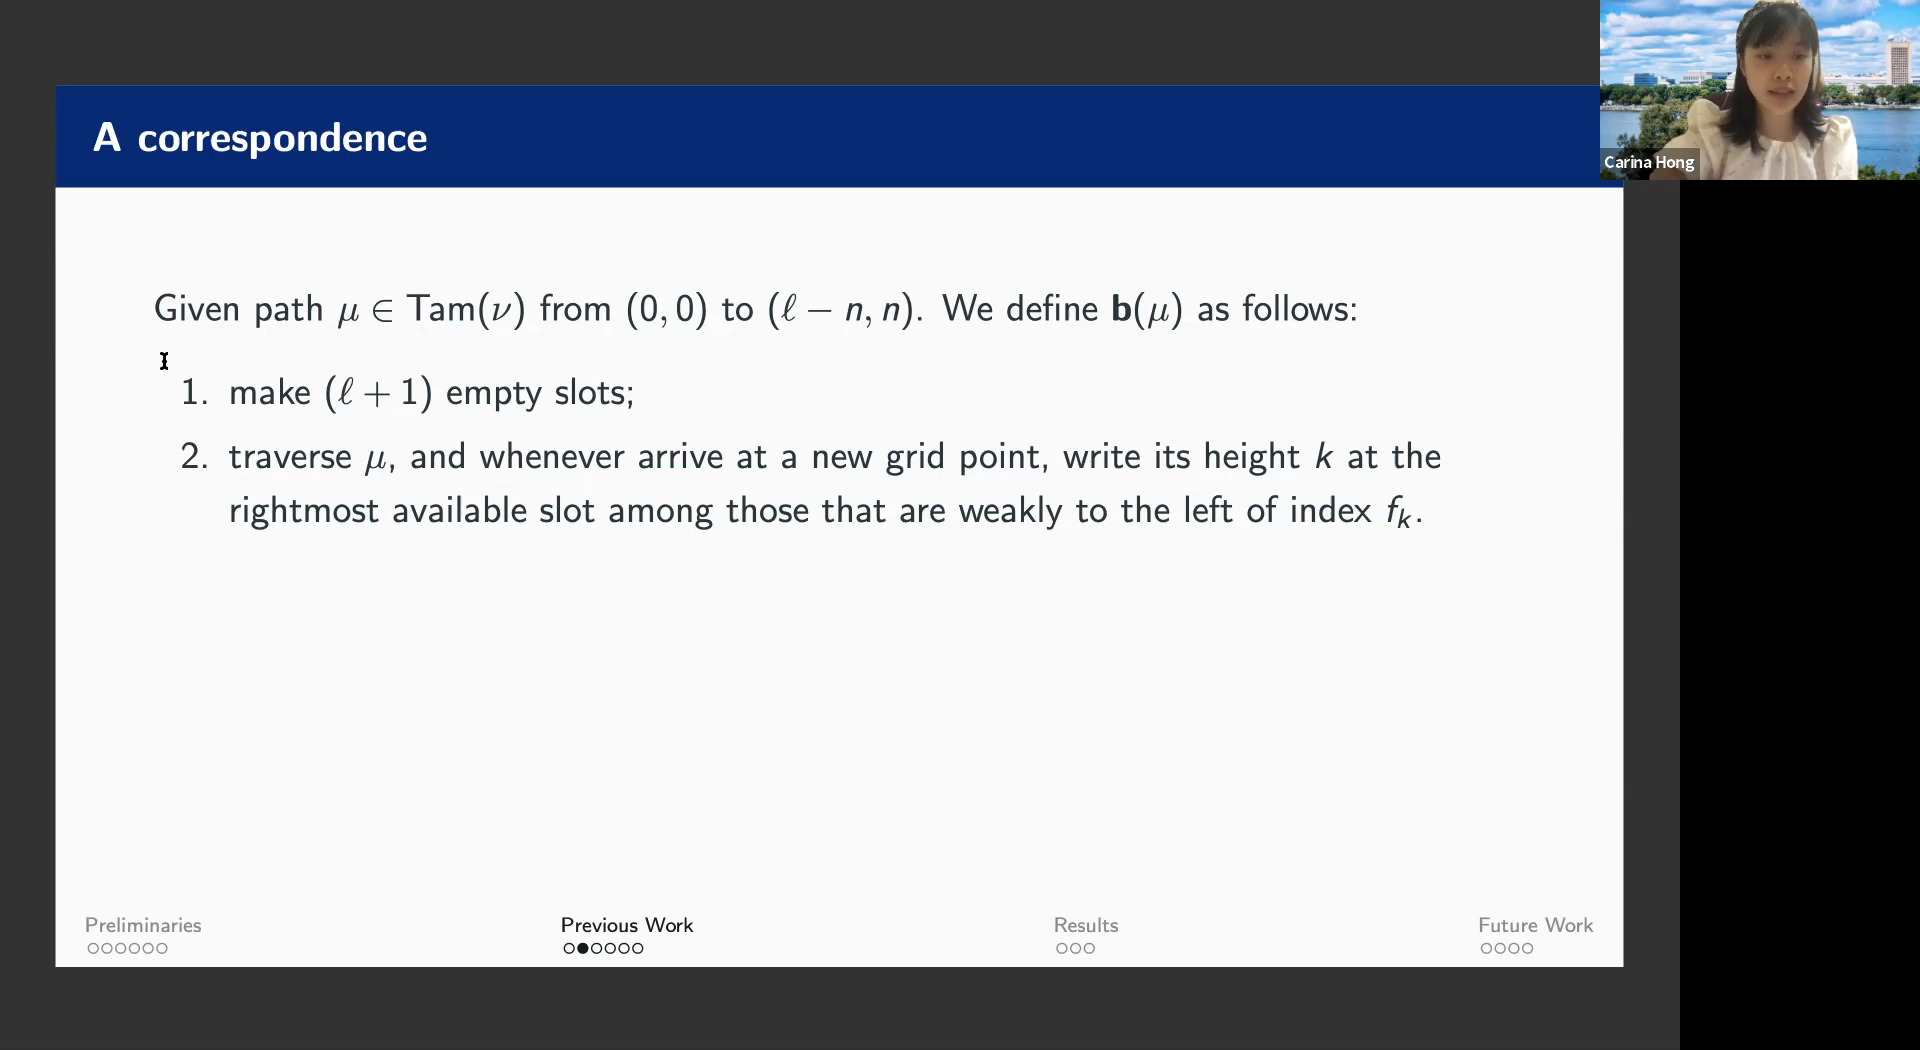 A correspondence
Carina Hong
Given path μ ∈ Tam(ν) from (0, 0) to (ℓ − n, n). We define b(μ) as follows:
1. make (ℓ + 1) empty slots;
2. traverse μ, and whenever arrive at a new grid point, write its height k at the
rightmost available slot among those that are weakly to the left of index fₖ.
Preliminaries
Previous Work
Results
Future Work